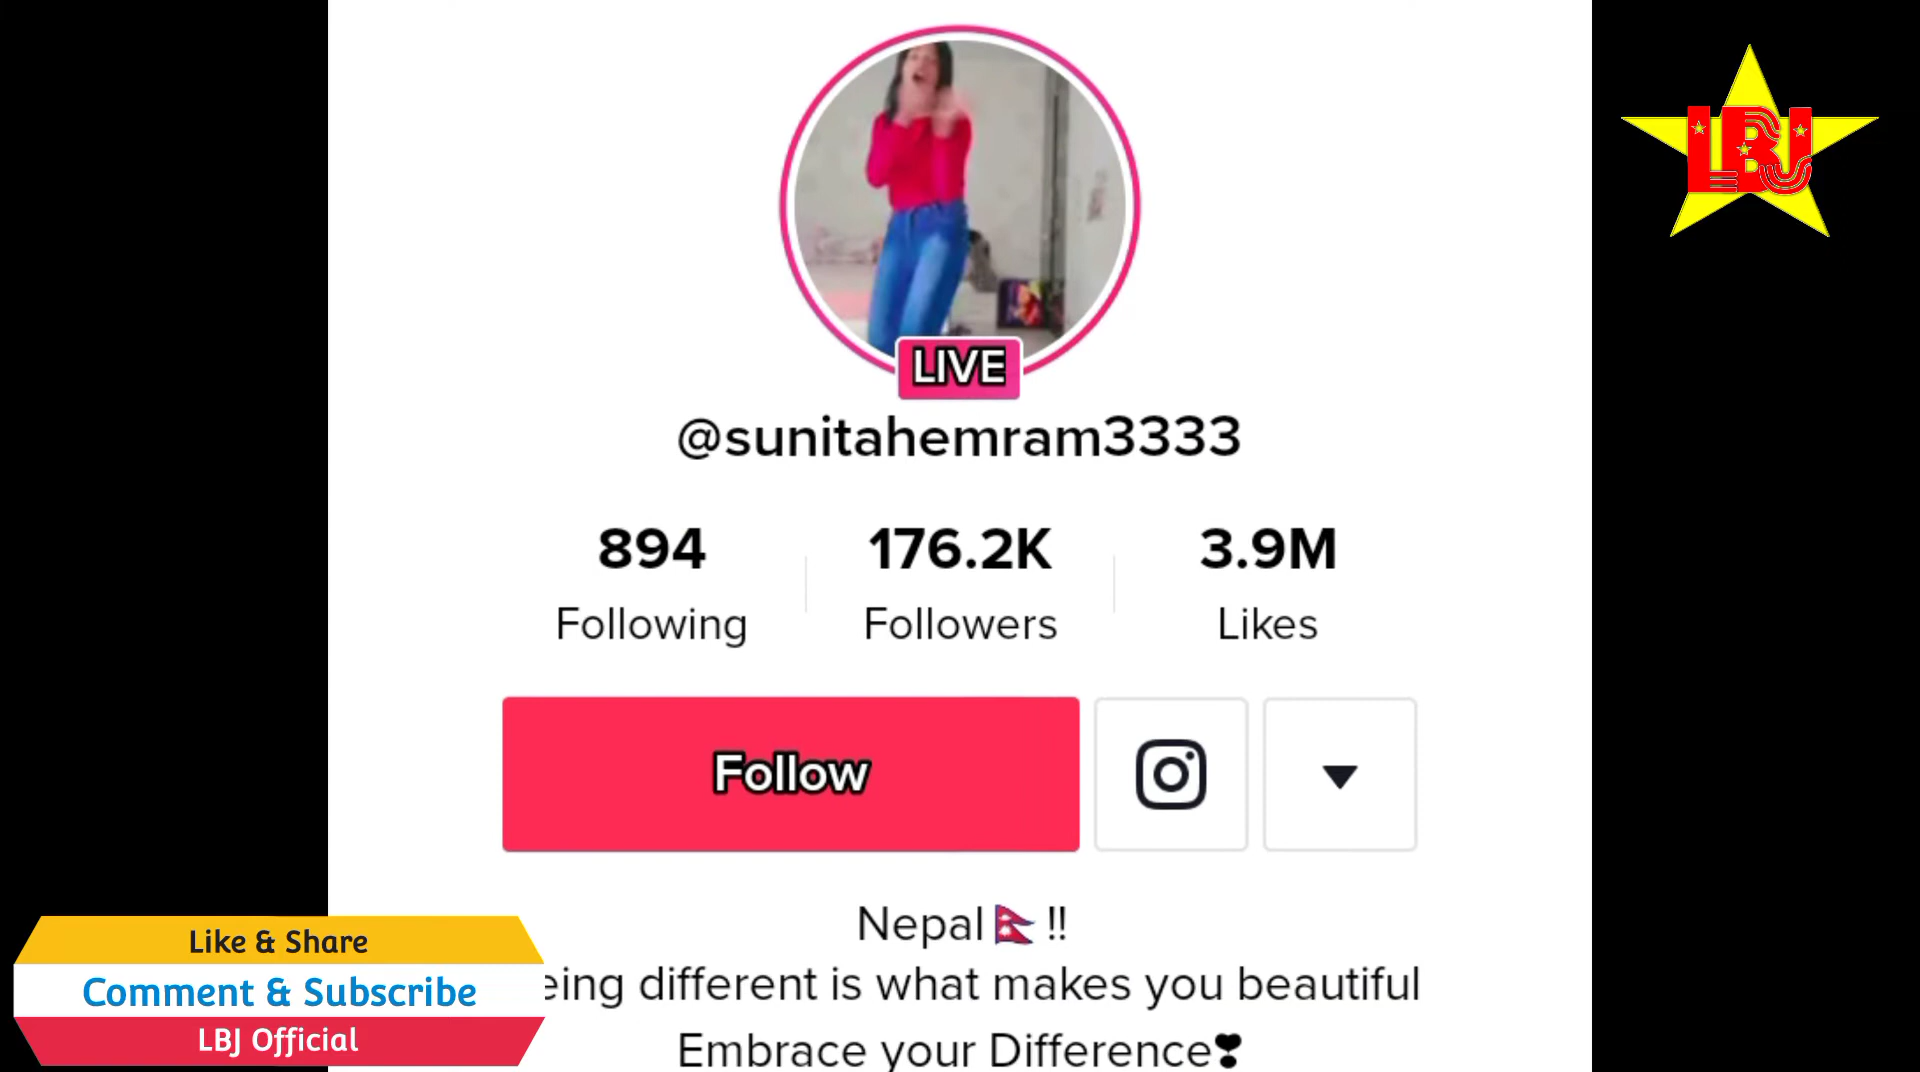 LBJ
LIVE
@sunitahemram3333
894
Following
176.2K
Followers
3.9M
Likes
Follow
Nepal🇳🇵 !!
eing different is what makes you beautiful
Embrace your Difference❣
Like & Share
Comment & Subscribe
LBJ Official